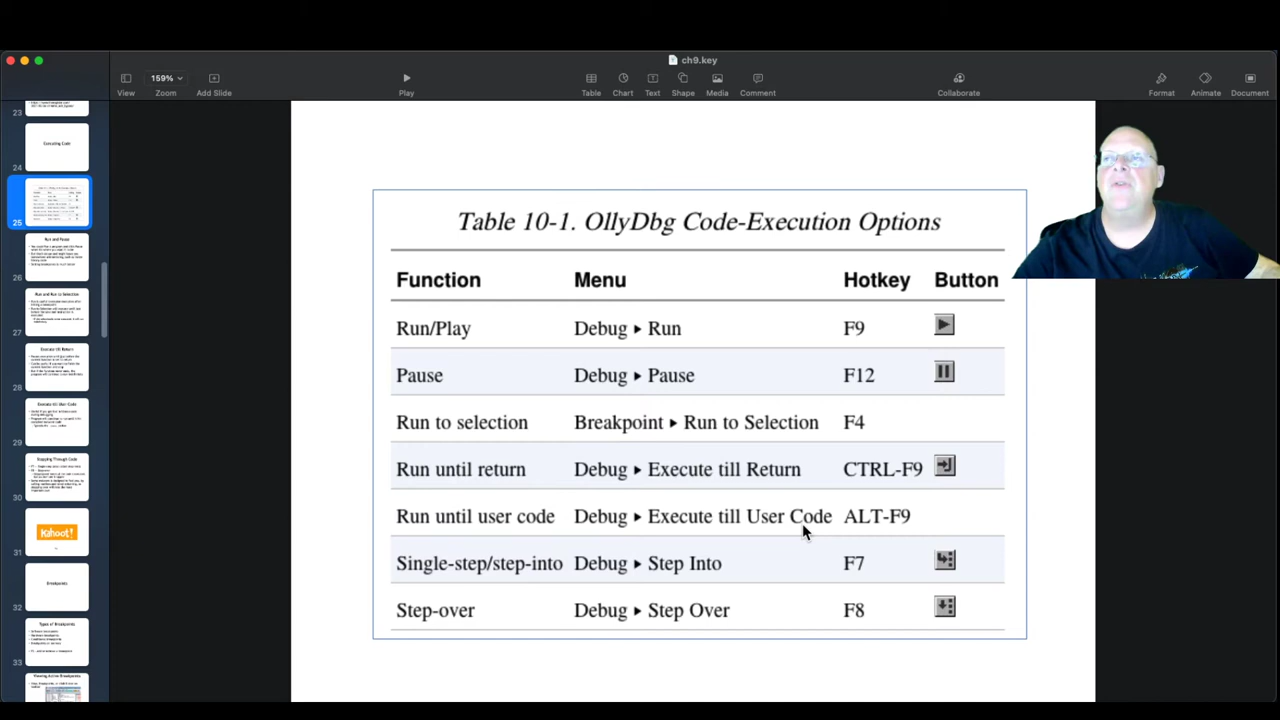 ch9.key
159%
View
Zoom
Add Slide
Play
Table
Chart
Text
Shape
Media
Comment
Collaborate
Format
Animate
Document
23
Executing Code
24
25
Run and Pause
26
Run and Run to Selection
27
Execute till Return
28
Execute till User Code
29
Stepping Through Code
30
Kahoot!
31
Breakpoints
32
Types of Breakpoints
33
Viewing Active Breakpoints
Table 10-1. OllyDbg Code-Execution Options
Function Menu Hotkey Button
Run/Play Debug ▸ Run F9
Pause Debug ▸ Pause F12
Run to selection Breakpoint ▸ Run to Selection F4
Run until return Debug ▸ Execute till Return CTRL-F9
Run until user code Debug ▸ Execute till User Code ALT-F9
Single-step/step-into Debug ▸ Step Into F7
Step-over Debug ▸ Step Over F8